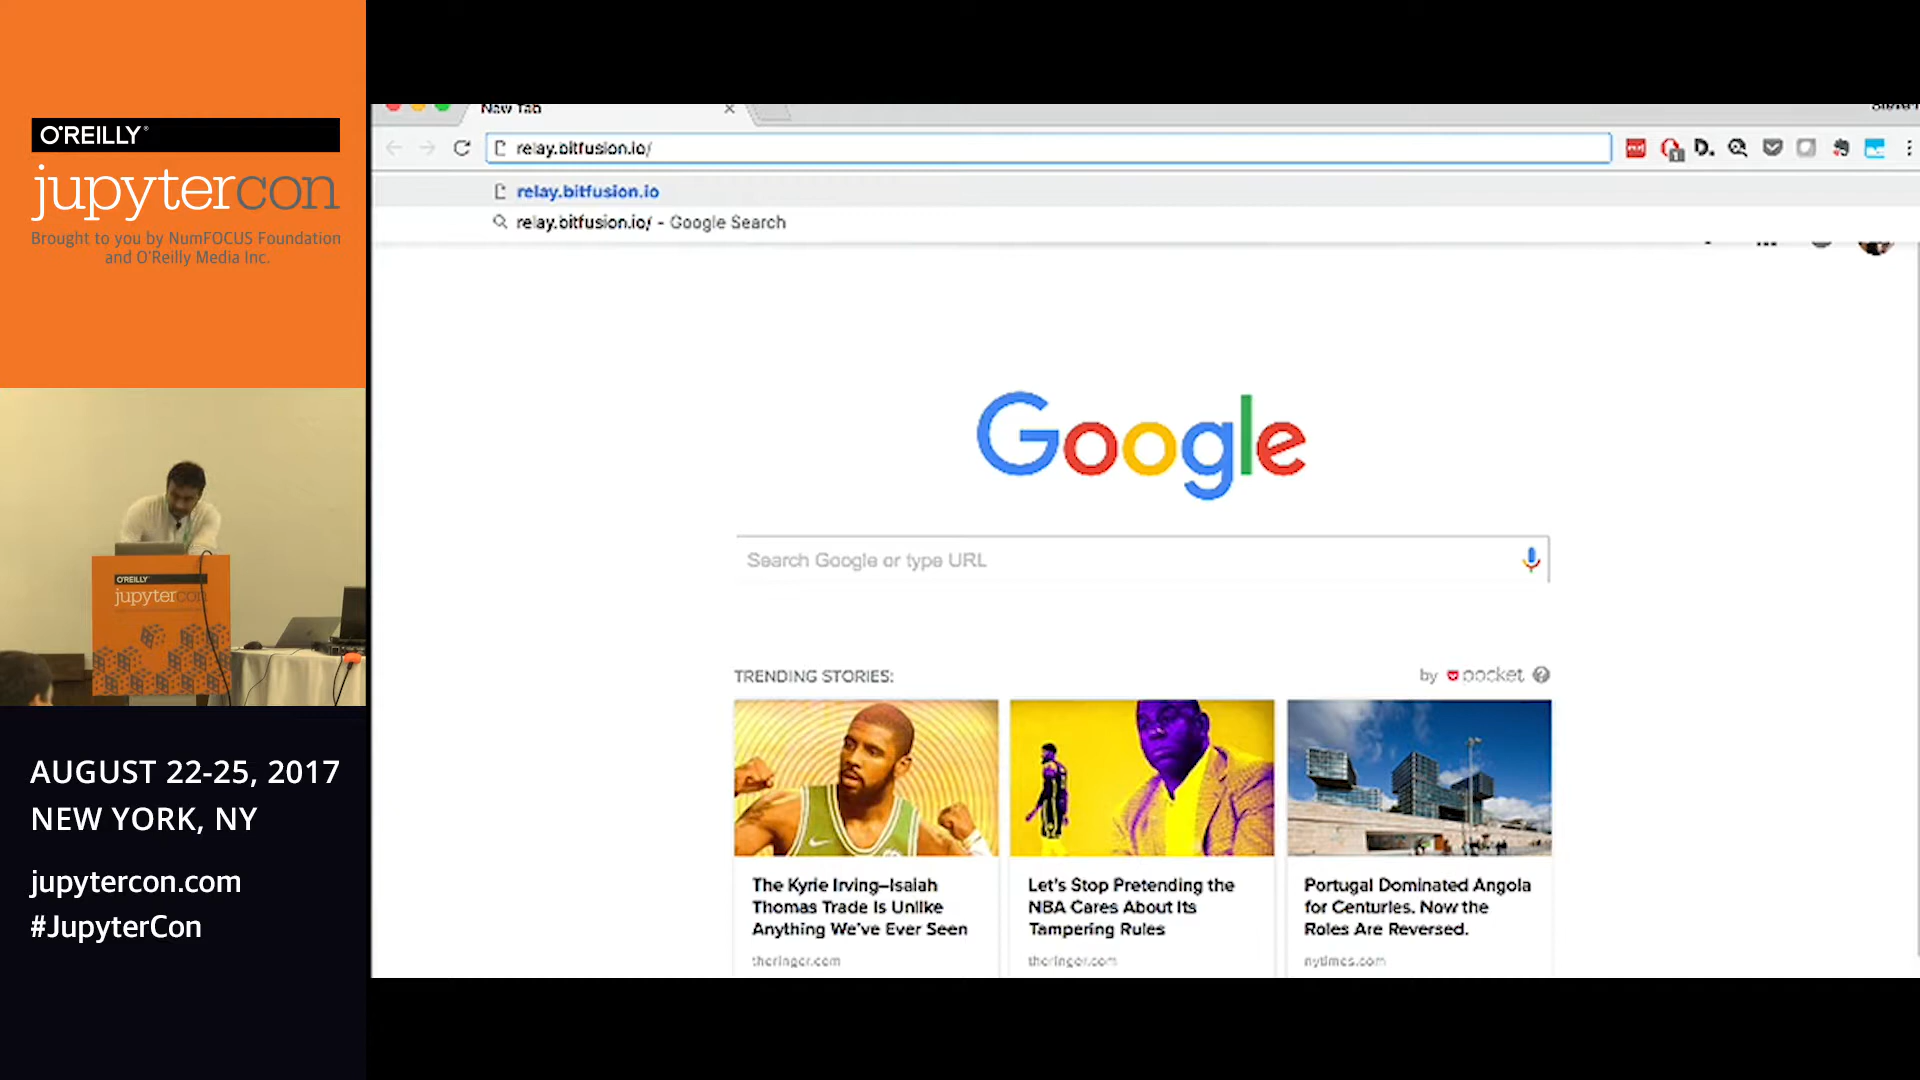 O'REILLY®
jupytercon
Brought to you by NumFOCUS Foundation
and O'Reilly Media Inc.
O'REILLY
jupytercon
AUGUST 22-25, 2017
NEW YORK, NY
jupytercon.com
#JupyterCon
New Tab
relay.bitfusion.io/
D.
relay.bitfusion.io
relay.bitfusion.io/ - Google Search
Google
Search Google or type URL
TRENDING STORIES:
by pocket
The Kyrie Irving–Isaiah
Thomas Trade Is Unlike
Anything We've Ever Seen
theringer.com
Let's Stop Pretending the
NBA Cares About Its
Tampering Rules
theringer.com
Portugal Dominated Angola
for Centuries. Now the
Roles Are Reversed.
nytimes.com